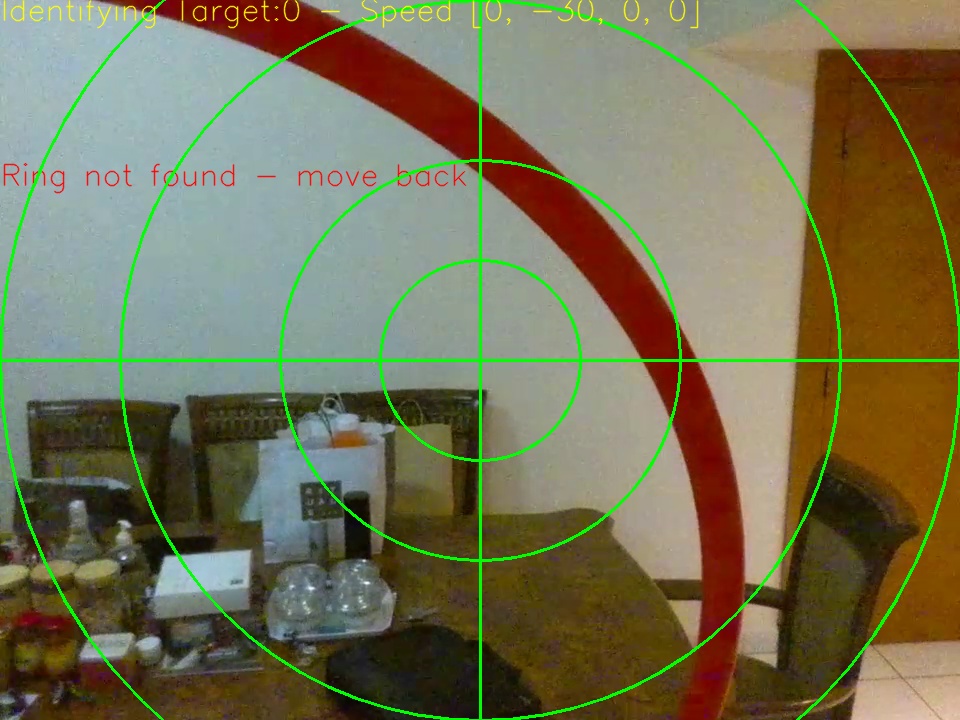 Identifying Target:0 – Speed [0, –30, 0, 0]
Ring not found – move back